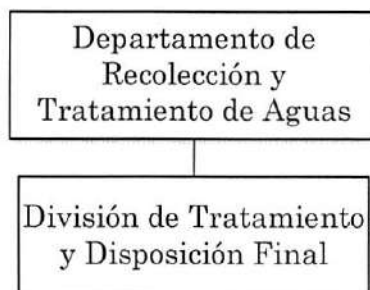 Departamento de
Recolección y
Tratamiento de Aguas
División de Tratamiento
y Disposición Final